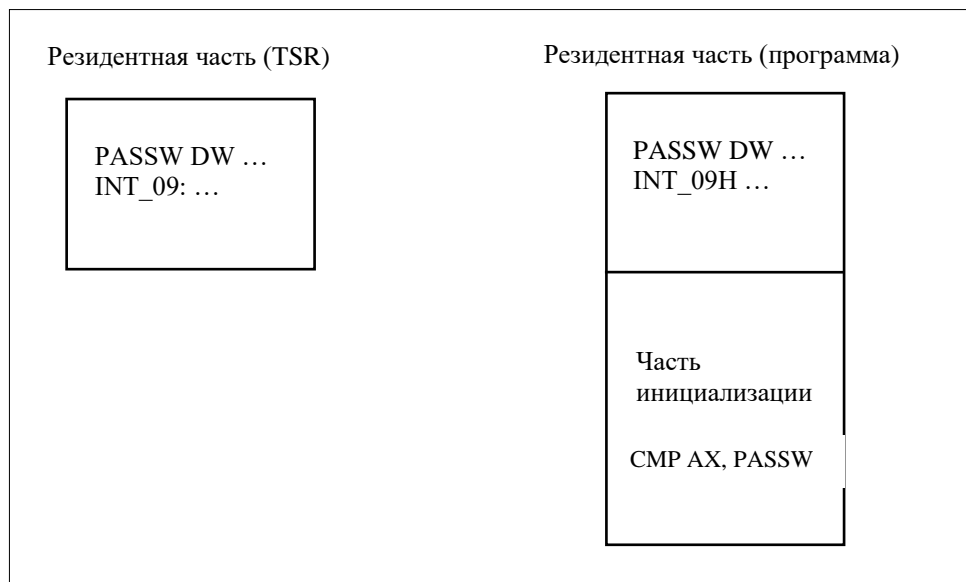 Резидентная часть (TSR)
PASSW DW …
INT_09: …
Резидентная часть (программа)
PASSW DW …
INT_09H …
Часть
инициализации
CMP AX, PASSW